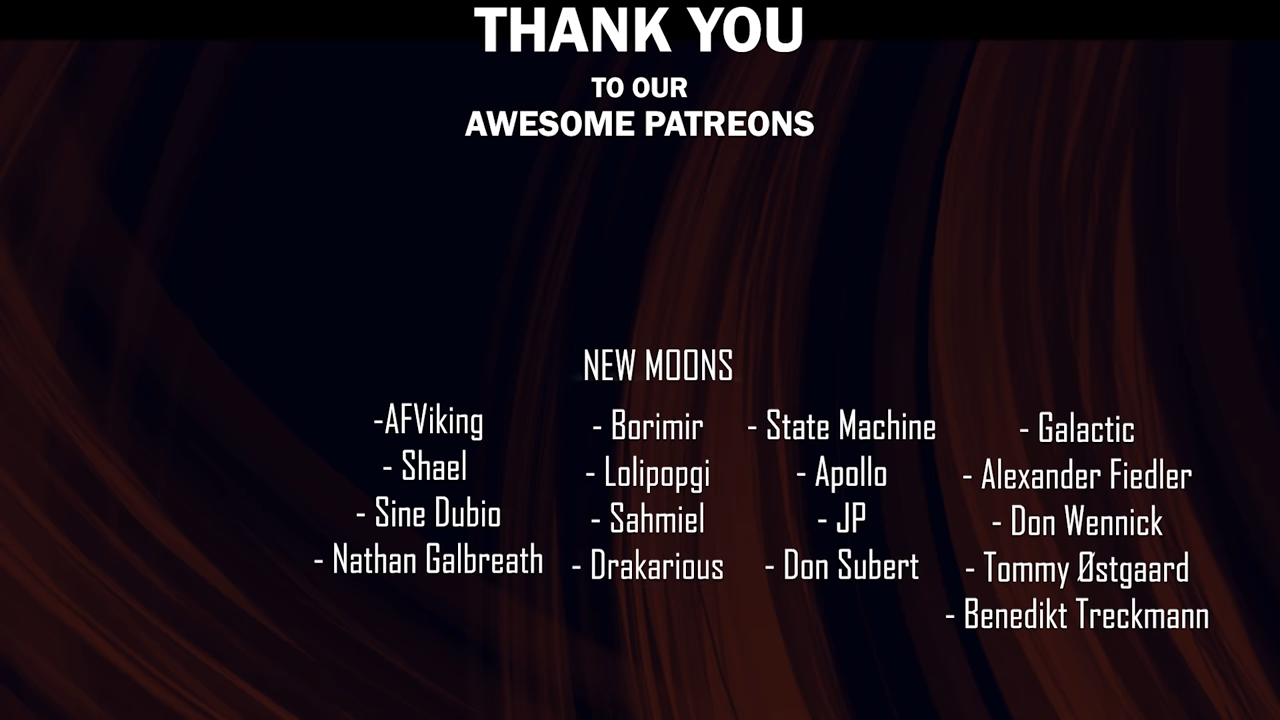 THANK YOU
TO OUR
AWESOME PATREONS
NEW MOONS
-AFViking
- Shael
- Sine Dubio
- Nathan Galbreath
- Borimir
- Lolipopgi
- Sahmiel
- Drakarious
- State Machine
- Apollo
- JP
- Don Subert
- Galactic
- Alexander Fiedler
- Don Wennick
- Tommy Østgaard
- Benedikt Treckmann